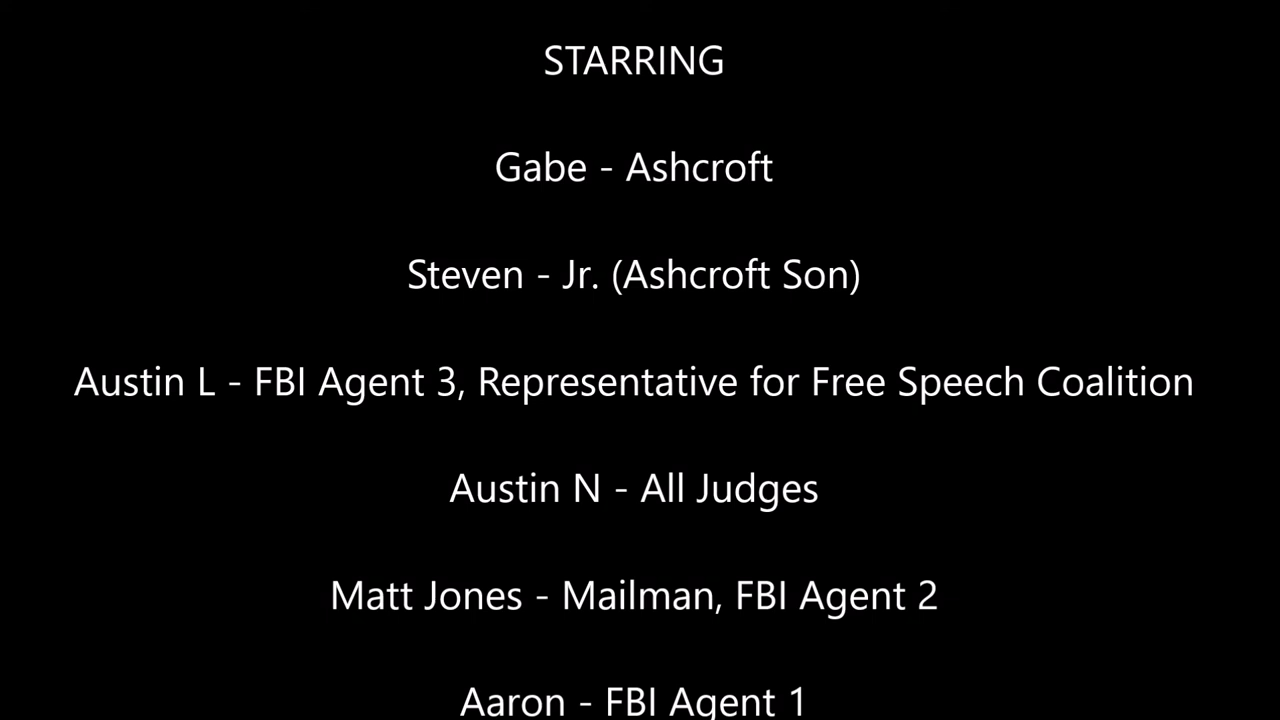 STARRING
Gabe - Ashcroft
Steven - Jr. (Ashcroft Son)
Austin L - FBI Agent 3, Representative for Free Speech Coalition
Austin N - All Judges
Matt Jones - Mailman, FBI Agent 2
Aaron - FBI Agent 1